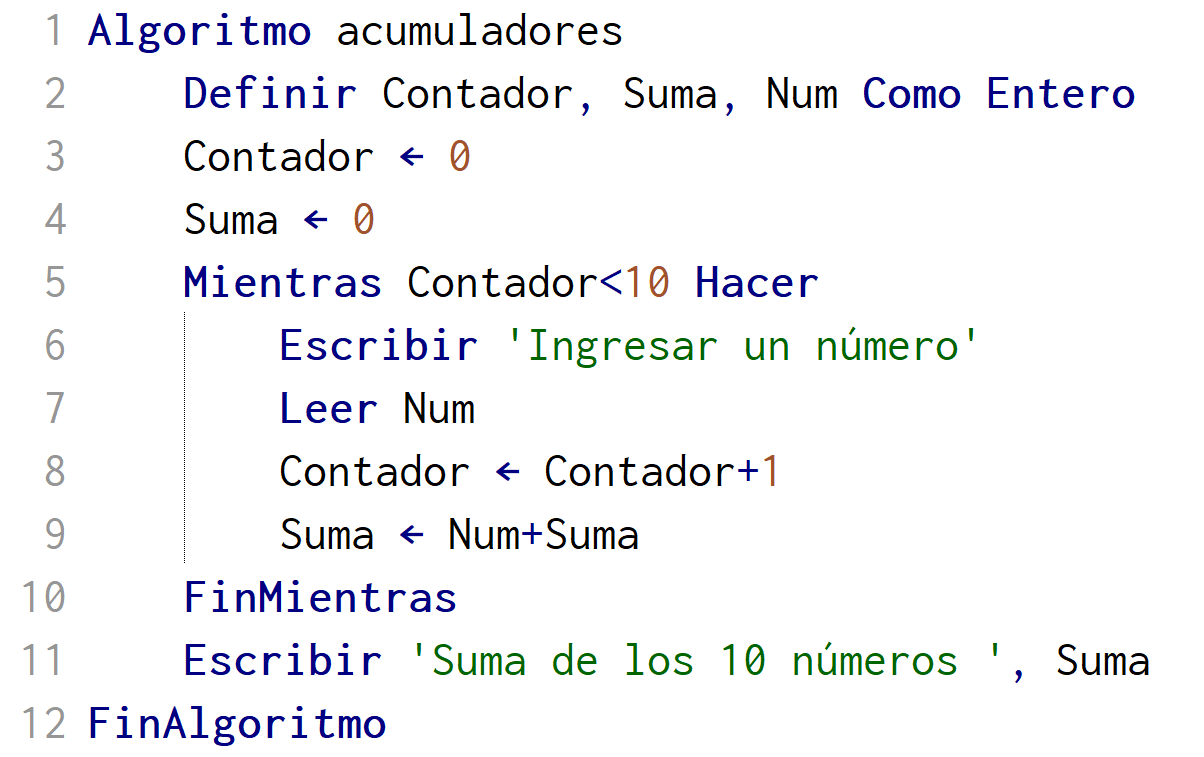 1 Algoritmo acumuladores
2 Definir Contador, Suma, Num Como Entero
3 Contador ← 0
4 Suma ← 0
5 Mientras Contador<10 Hacer
6 Escribir 'Ingresar un número'
7 Leer Num
8 Contador ← Contador+1
9 Suma ← Num+Suma
10 FinMientras
11 Escribir 'Suma de los 10 números ', Suma
12 FinAlgoritmo